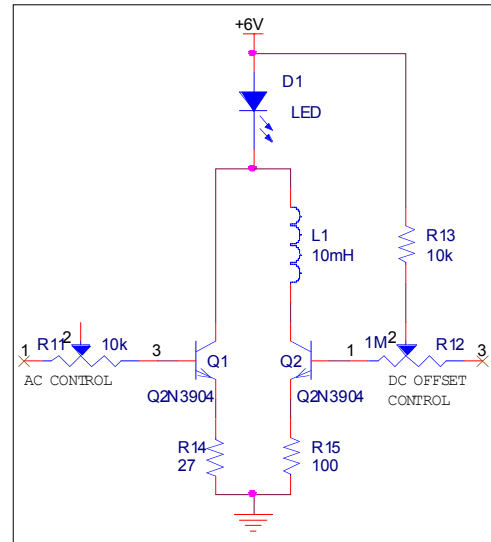 +6V
D1
LED
L1
10mH
R13
10k
1 R11 2 10k 3
AC CONTROL
Q1
Q2N3904
Q2
Q2N3904
1 1M 2 R12 3
DC OFFSET
CONTROL
R14
27
R15
100